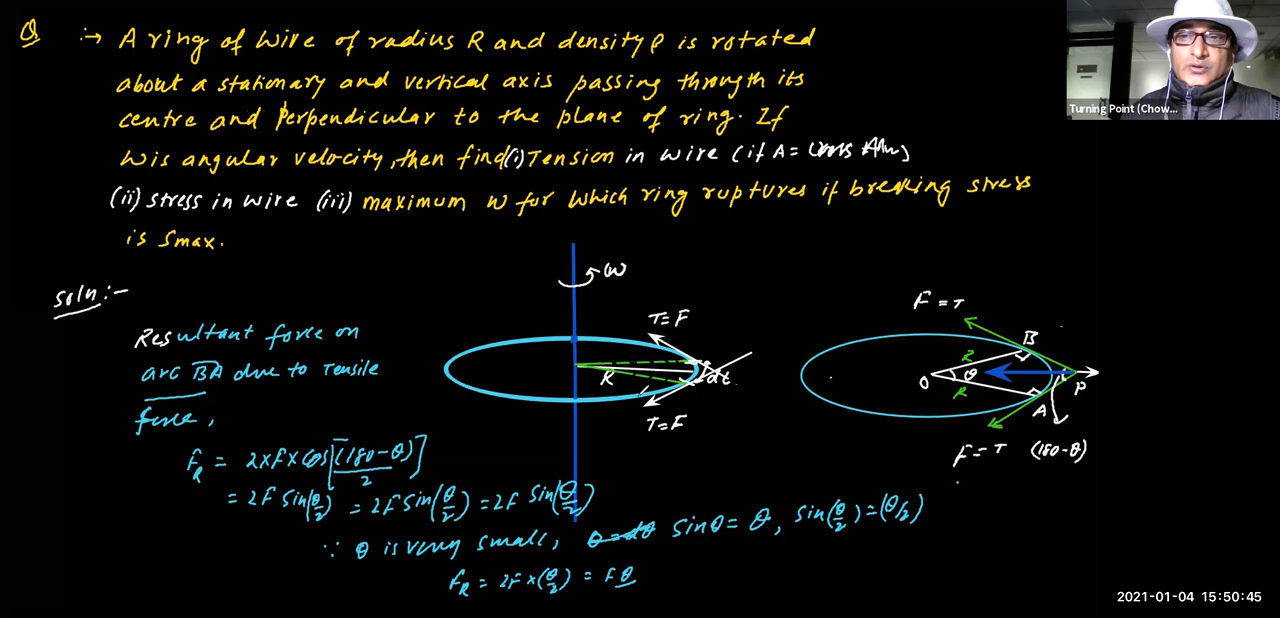 Q :→ A ring of wire of radius R and density ρ is rotated
about a stationary and vertical axis passing through its
centre and perpendicular to the plane of ring. If
W is angular velocity, then find (i) Tension in wire (if A =
(ii) stress in wire (iii) maximum w for which ring ruptures if breaking stress
is Smax.
Turning Point (Chow...
Soln:-
Resultant force on
arc BA due to Tensile
force,
F_R = 2×F×cos[(180-θ)/2]
= 2F sin(θ/2) = 2F sin(θ/2) = 2F sin(θ/2)
∵ θ is very small, sinθ = θ, sin(θ/2) = (θ/2)
F_R = 2F×(θ/2) = Fθ
ω
T=F
R
T=F
F=T
B
R
O
θ
R
P
A
F=T
(180-θ)
2021-01-04 15:50:45